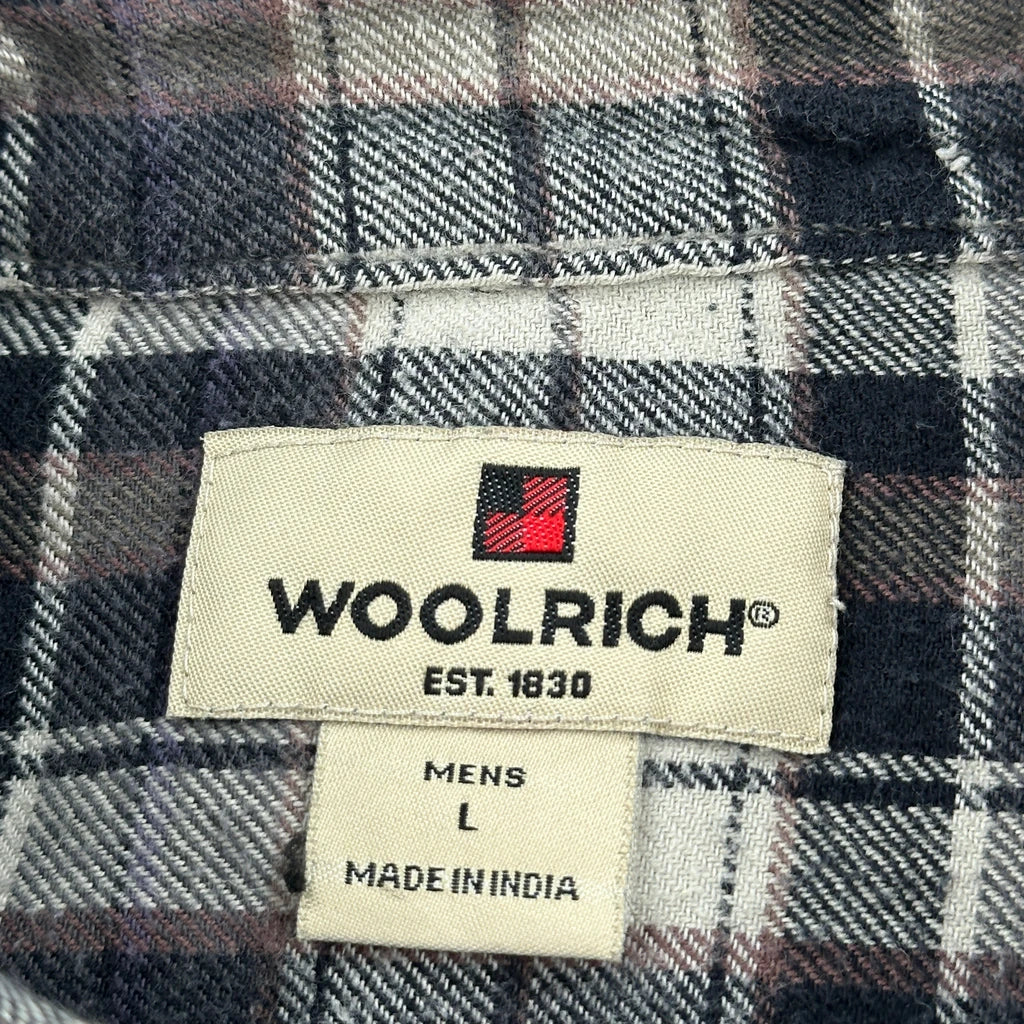 WOOLRICH®
EST. 1830
MENS
L
MADE IN INDIA